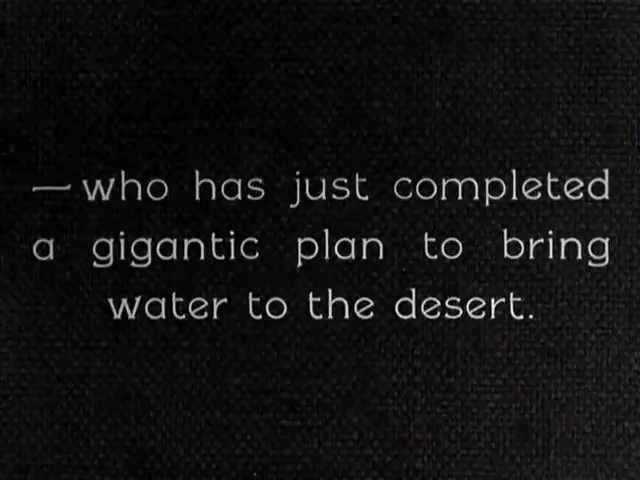 —who has just completed
a gigantic plan to bring
water to the desert.